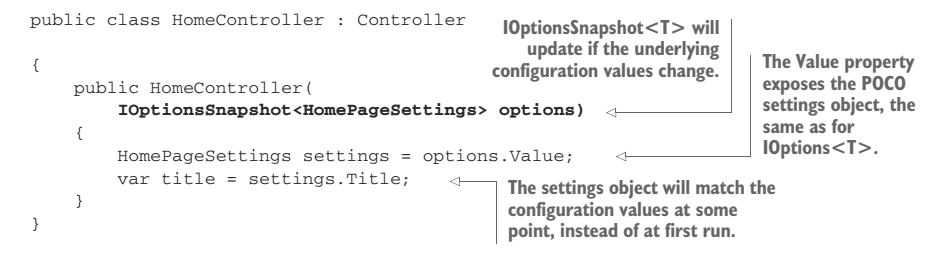 public class HomeController : Controller
{
public HomeController(
IOptionsSnapshot<HomePageSettings> options)
{
HomePageSettings settings = options.Value;
var title = settings.Title;
}
}
IOptionsSnapshot<T> will
update if the underlying
configuration values change.
The Value property
exposes the POCO
settings object, the
same as for
IOptions<T>.
The settings object will match the
configuration values at some
point, instead of at first run.